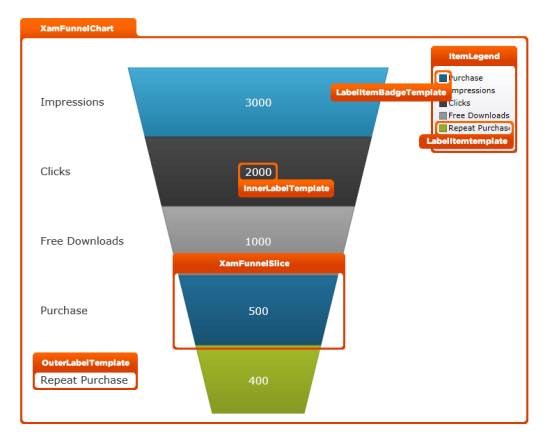 XamFunnelChart
ItemLegend
Purchase
Impressions
Clicks
Free Downloads
Repeat Purchase
LabelItemBadgeTemplate
LabelItemtemplate
Impressions
3000
Clicks
2000
InnerLabelTemplate
Free Downloads
1000
XamFunnelSlice
Purchase
500
OuterLabelTemplate
Repeat Purchase
400